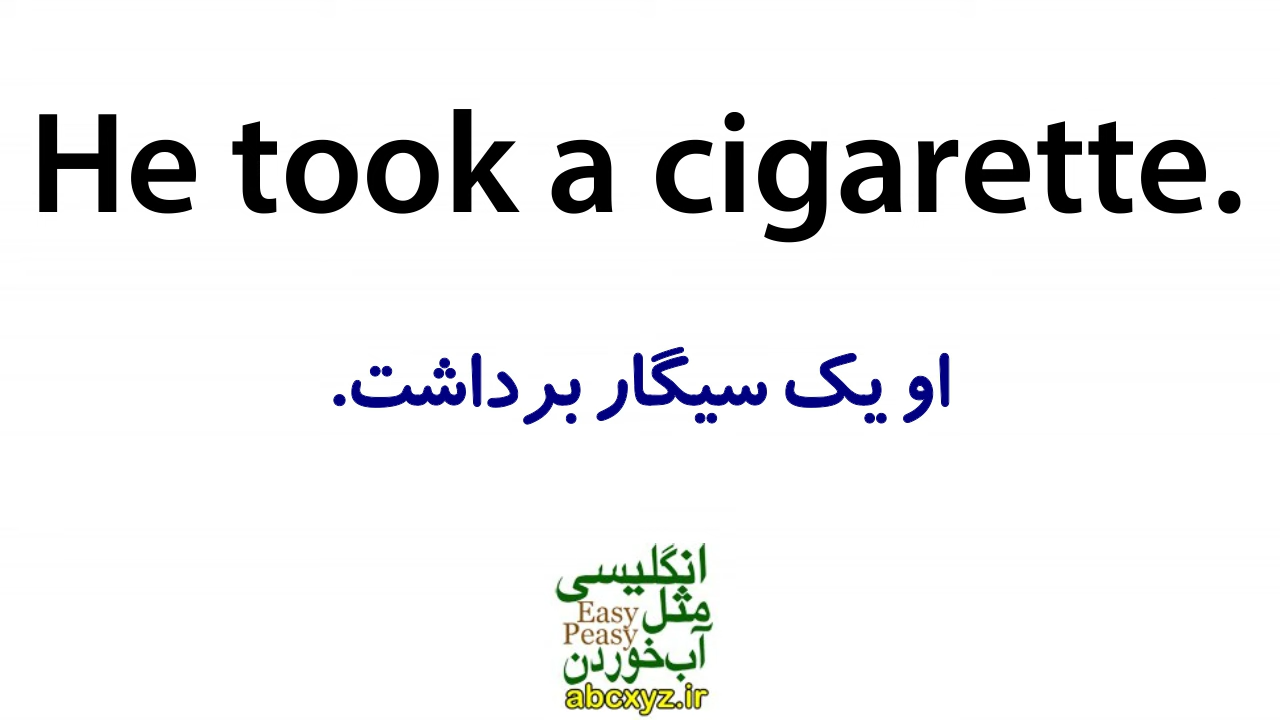 He took a cigarette.
او یک سیگار برداشت.
انگلیسی
مثل Easy
Peasy
آب‌خوردن
abcxyz.ir